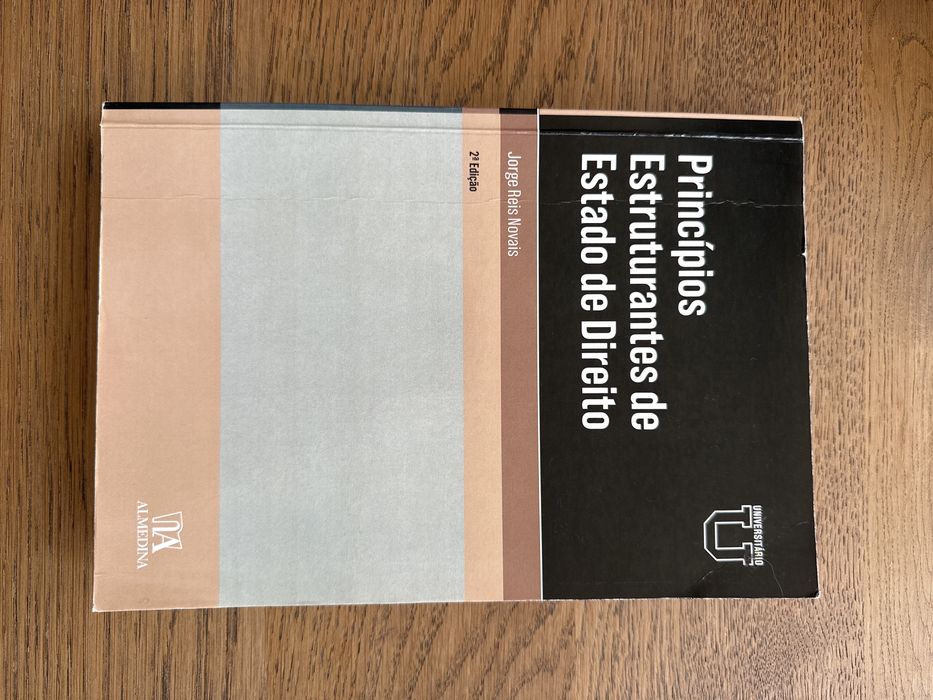 UNIVERSITÁRIO
U
Princípios
Estruturantes de
Estado de Direito
Jorge Reis Novais
2ª Edição
ALMEDINA